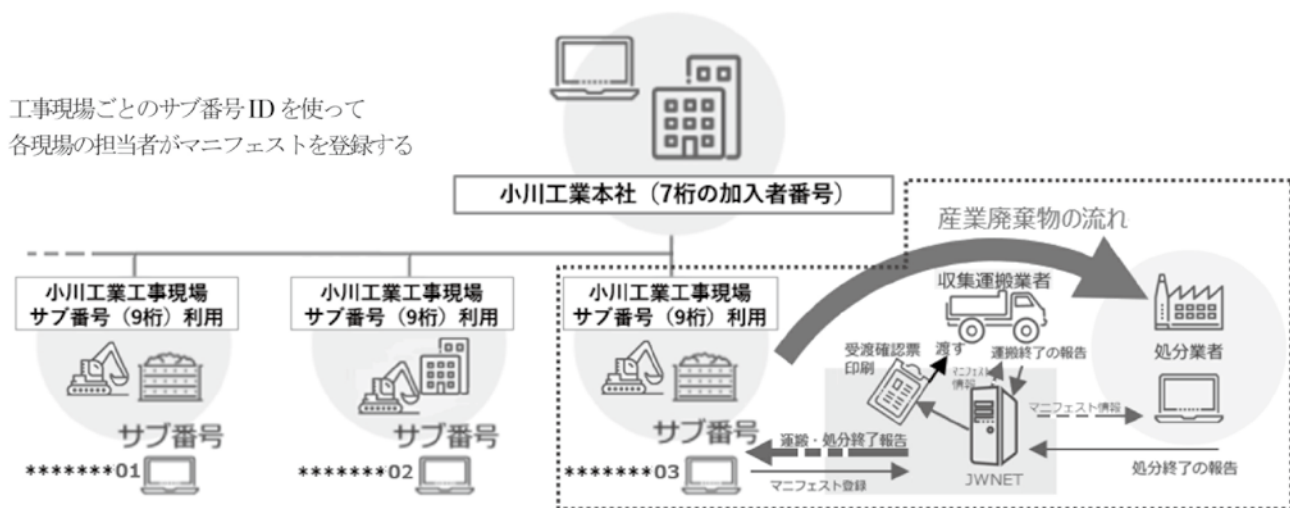 工事現場ごとのサブ番号IDを使って
各現場の担当者がマニフェストを登録する
小川工業本社（7桁の加入者番号）
産業廃棄物の流れ
小川工業工事現場
サブ番号（9桁）利用
サブ番号
*******01
小川工業工事現場
サブ番号（9桁）利用
サブ番号
*******02
小川工業工事現場
サブ番号（9桁）利用
サブ番号
*******03
収集運搬業者
受渡確認票
印刷
渡す
運搬終了の報告
マニフェスト
情報
処分業者
マニフェスト情報
運搬・処分終了報告
マニフェスト登録
JWNET
処分終了の報告